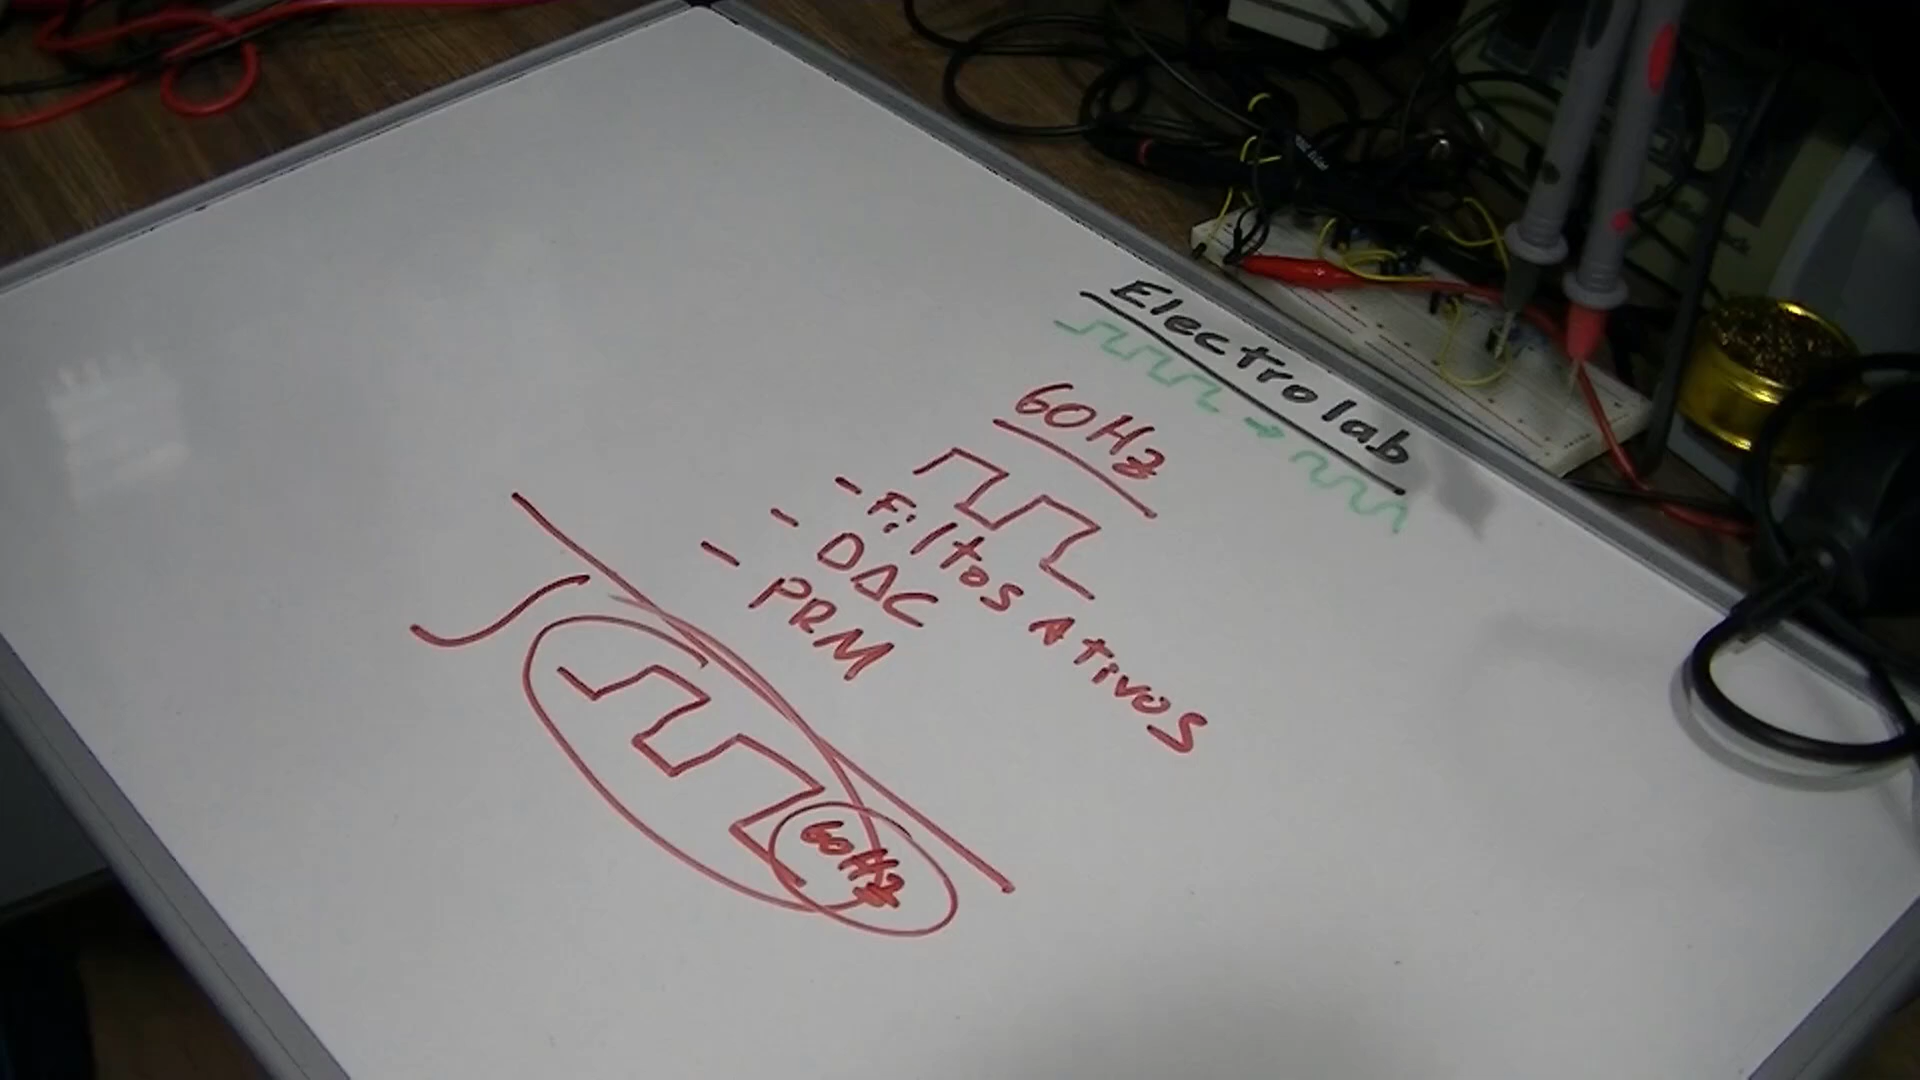 Electrolab
60Hz
- Filtos Ativos
- DAC
- PRM
60Hz